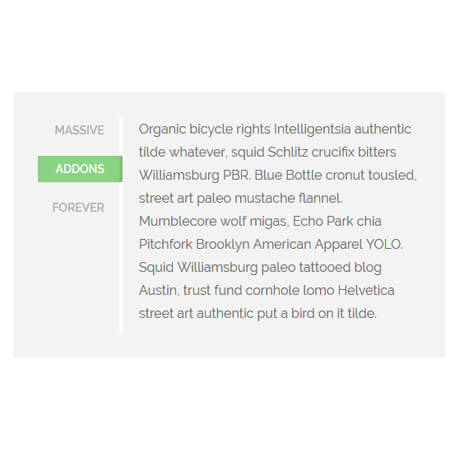 MASSIVE
ADDONS
FOREVER
Organic bicycle rights Intelligentsia authentic
tilde whatever, squid Schlitz crucifix bitters
Williamsburg PBR. Blue Bottle cronut tousled,
street art paleo mustache flannel.
Mumblecore wolf migas, Echo Park chia
Pitchfork Brooklyn American Apparel YOLO.
Squid Williamsburg paleo tattooed blog
Austin, trust fund cornhole lomo Helvetica
street art authentic put a bird on it tilde.